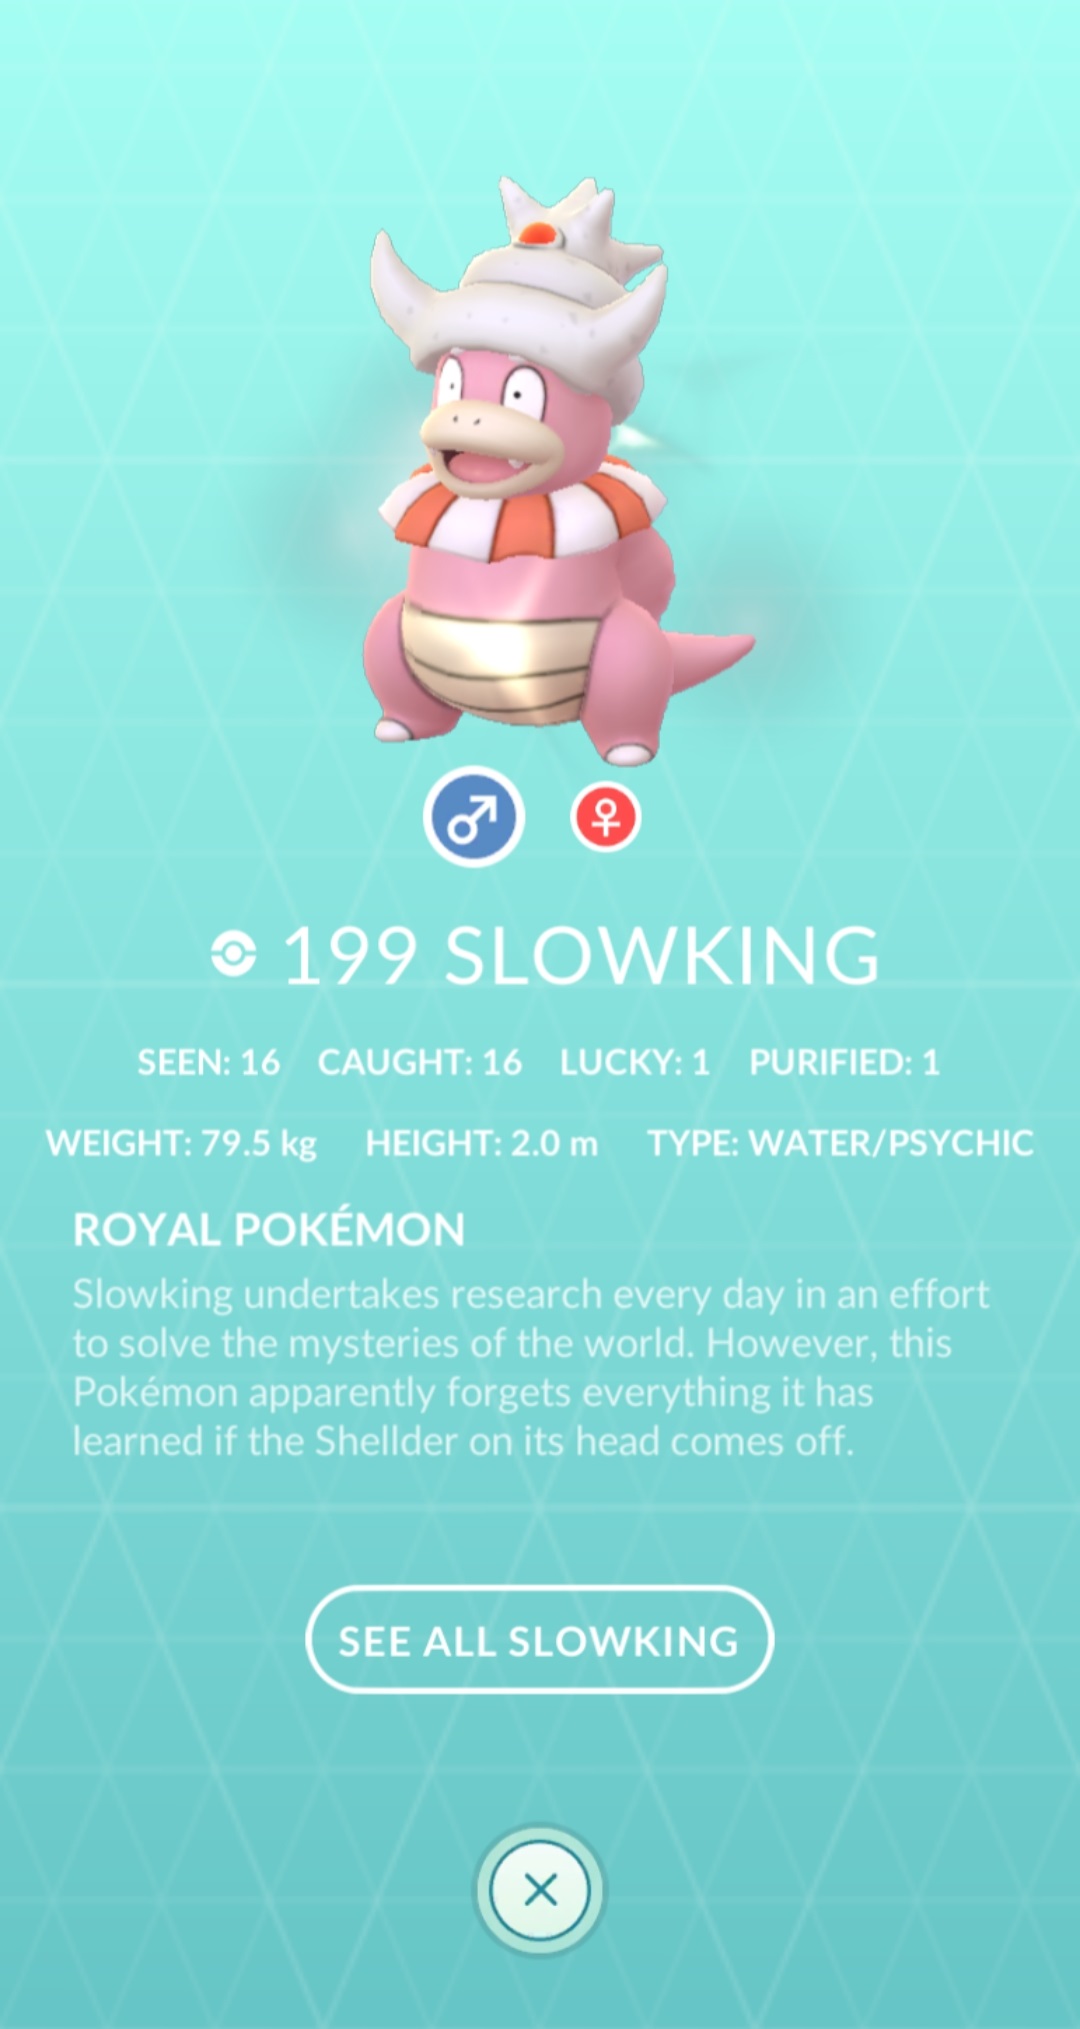 199 SLOWKING
SEEN: 16 CAUGHT: 16 LUCKY: 1 PURIFIED: 1
WEIGHT: 79.5 kg HEIGHT: 2.0 m TYPE: WATER/PSYCHIC
ROYAL POKÉMON
Slowking undertakes research every day in an effort
to solve the mysteries of the world. However, this
Pokémon apparently forgets everything it has
learned if the Shellder on its head comes off.
SEE ALL SLOWKING